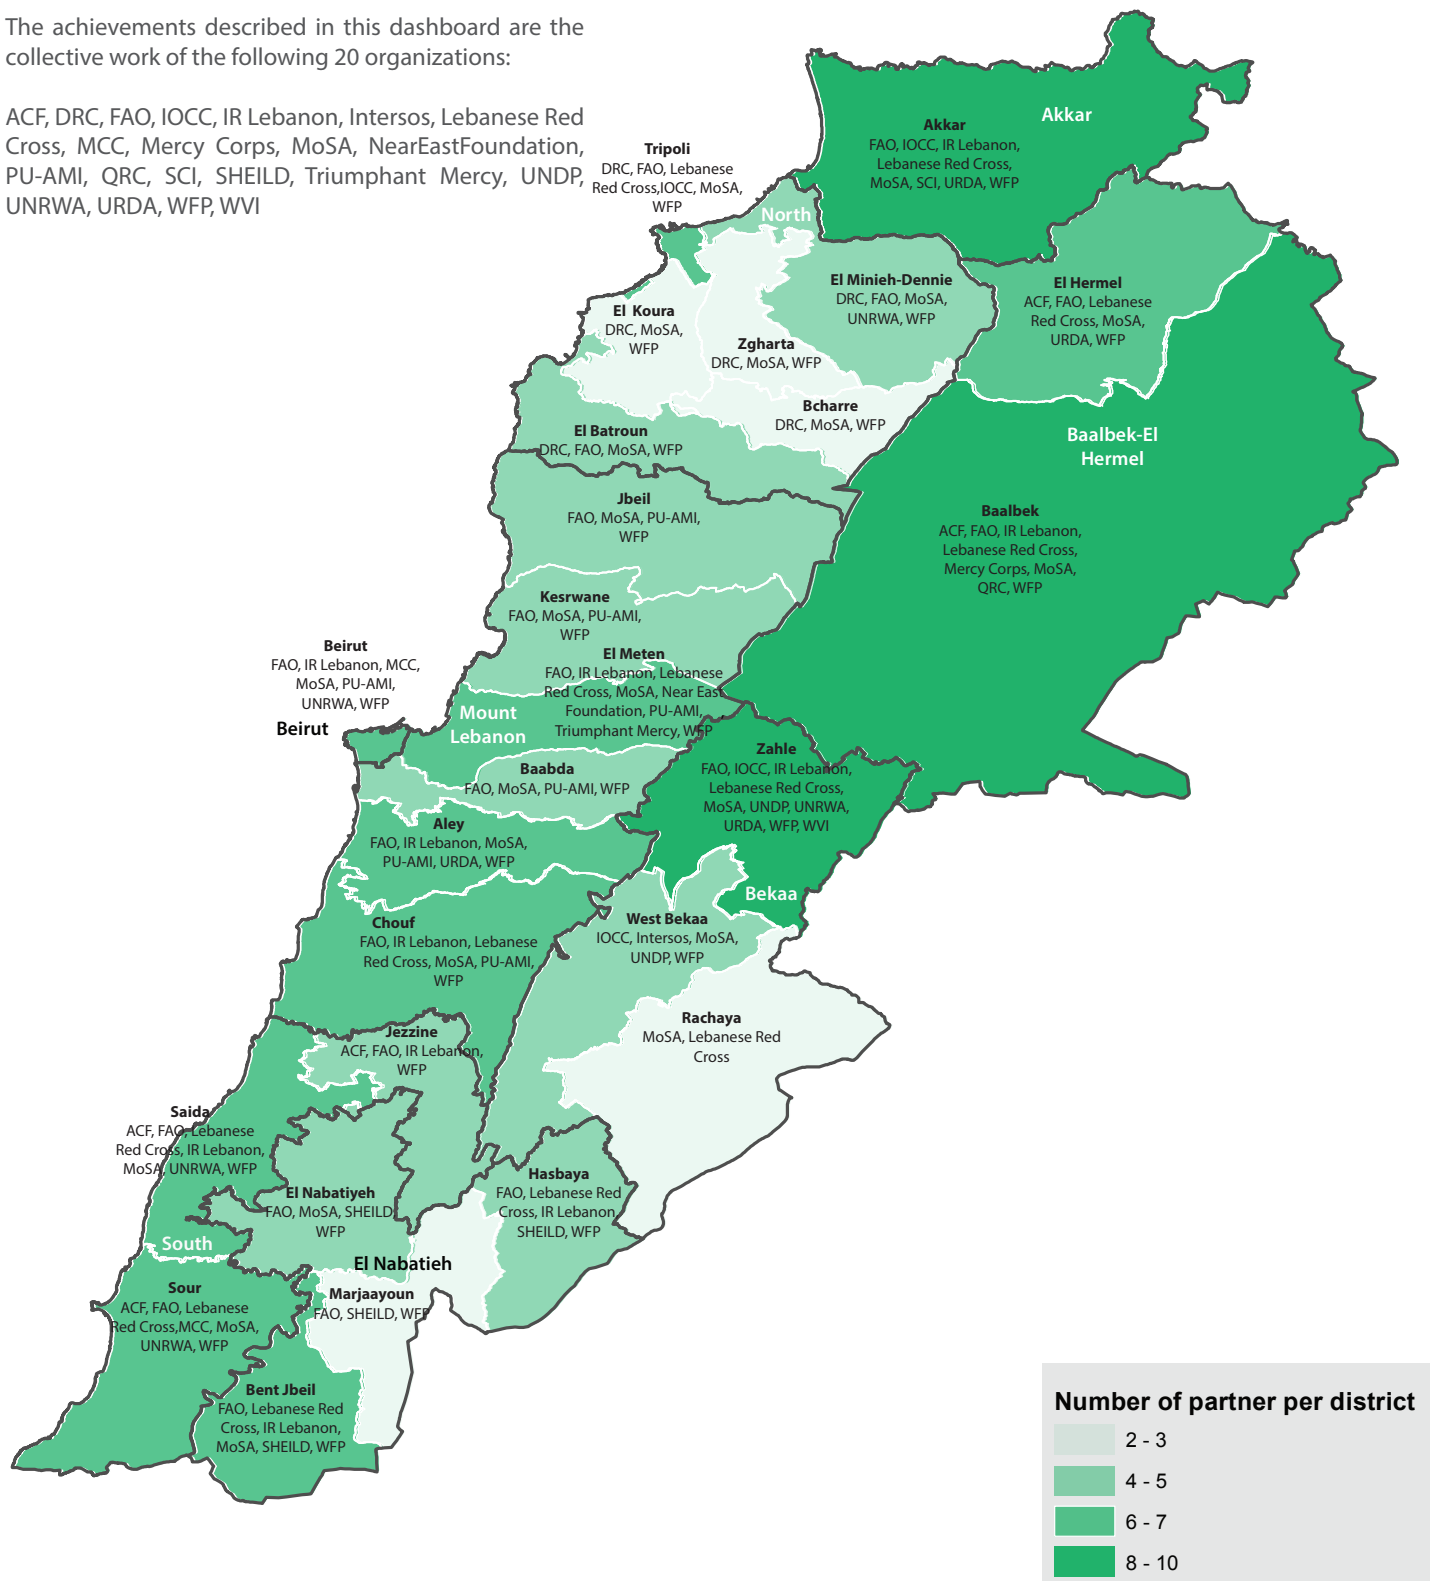 The achievements described in this dashboard are the
collective work of the following 20 organizations:
ACF, DRC, FAO, IOCC, IR Lebanon, Intersos, Lebanese Red
Cross, MCC, Mercy Corps, MoSA, NearEastFoundation,
PU-AMI, QRC, SCI, SHEILD, Triumphant Mercy, UNDP,
UNRWA, URDA, WFP, WVI
Akkar
Akkar
FAO, IOCC, IR Lebanon,
Lebanese Red Cross,
MoSA, SCI, URDA, WFP
Tripoli
DRC, FAO, Lebanese
Red Cross,IOCC, MoSA,
WFP
North
El Minieh-Dennie
DRC, FAO, MoSA,
UNRWA, WFP
El Hermel
ACF, FAO, Lebanese
Red Cross, MoSA,
URDA, WFP
El Koura
DRC, MoSA,
WFP
Zgharta
DRC, MoSA, WFP
Bcharre
DRC, MoSA, WFP
El Batroun
DRC, FAO, MoSA, WFP
Baalbek-El
Hermel
Jbeil
FAO, MoSA, PU-AMI,
WFP
Baalbek
ACF, FAO, IR Lebanon,
Lebanese Red Cross,
Mercy Corps, MoSA,
QRC, WFP
Kesrwane
FAO, MoSA, PU-AMI,
WFP
Beirut
FAO, IR Lebanon, MCC,
MoSA, PU-AMI,
UNRWA, WFP
Beirut
El Meten
FAO, IR Lebanon, Lebanese
Red Cross, MoSA, Near East
Foundation, PU-AMI,
Triumphant Mercy, WFP
Mount
Lebanon
Zahle
FAO, IOCC, IR Lebanon,
Lebanese Red Cross,
MoSA, UNDP, UNRWA,
URDA, WFP, WVI
Baabda
FAO, MoSA, PU-AMI, WFP
Aley
FAO, IR Lebanon, MoSA,
PU-AMI, URDA, WFP
Bekaa
Chouf
FAO, IR Lebanon, Lebanese
Red Cross, MoSA, PU-AMI,
WFP
West Bekaa
IOCC, Intersos, MoSA,
UNDP, WFP
Rachaya
MoSA, Lebanese Red
Cross
Jezzine
ACF, FAO, IR Lebanon,
WFP
Saida
ACF, FAO, Lebanese
Red Cross, IR Lebanon,
MoSA, UNRWA, WFP
Hasbaya
FAO, Lebanese Red
Cross, IR Lebanon
SHEILD, WFP
El Nabatiyeh
FAO, MoSA, SHEILD
WFP
South
El Nabatieh
Sour
ACF, FAO, Lebanese
Red Cross,MCC, MoSA,
UNRWA, WFP
Marjaayoun
FAO, SHEILD, WFP
Bent Jbeil
FAO, Lebanese Red
Cross, IR Lebanon,
MoSA, SHEILD, WFP
Number of partner per district
2 - 3
4 - 5
6 - 7
8 - 10